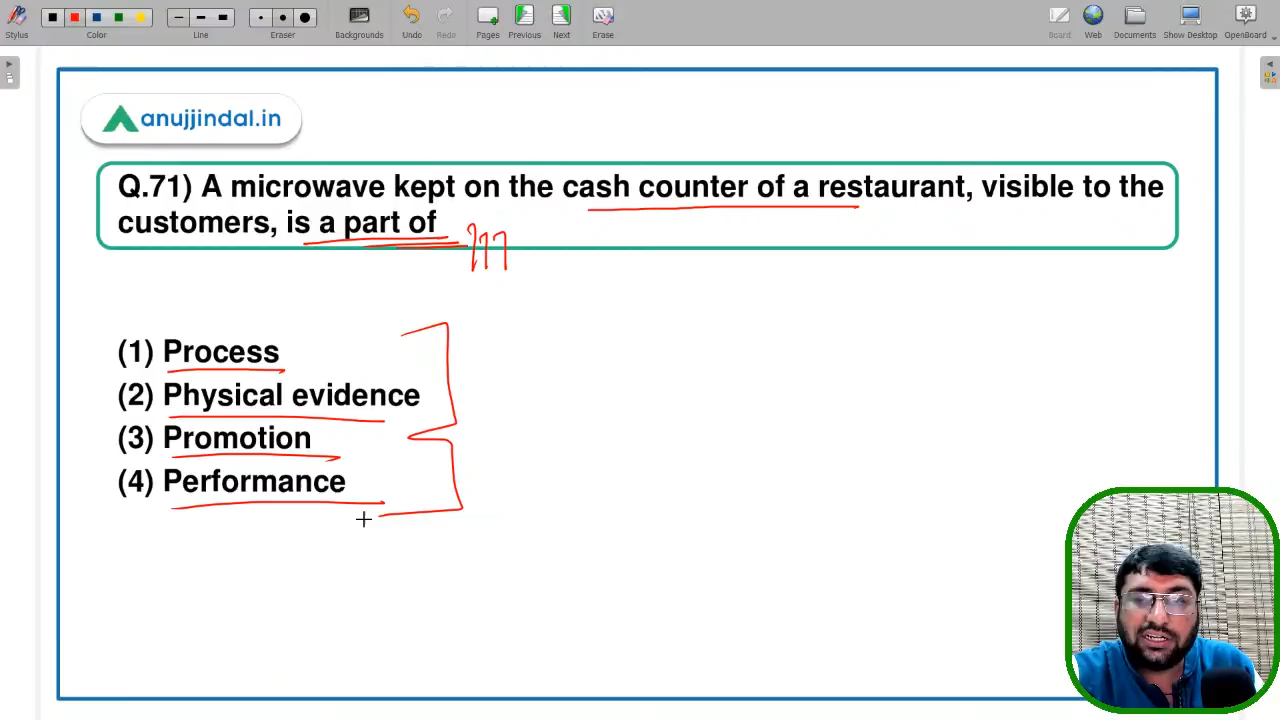 Stylus
Color
Line
Eraser
Backgrounds
Undo
Redo
Pages
Previous
Next
Erase
Board
Web
Documents
Show Desktop
OpenBoard
anujjindal.in
Q.71) A microwave kept on the cash counter of a restaurant, visible to the
customers, is a part of
???
(1) Process
(2) Physical evidence
(3) Promotion
(4) Performance